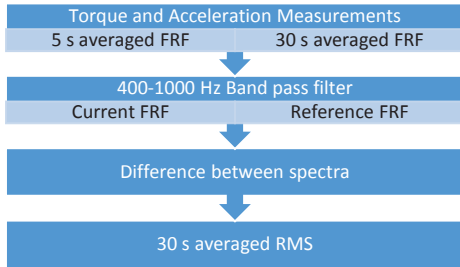 Torque and Acceleration Measurements
5 s averaged FRF 30 s averaged FRF
400-1000 Hz Band pass filter
Current FRF Reference FRF
Difference between spectra
30 s averaged RMS